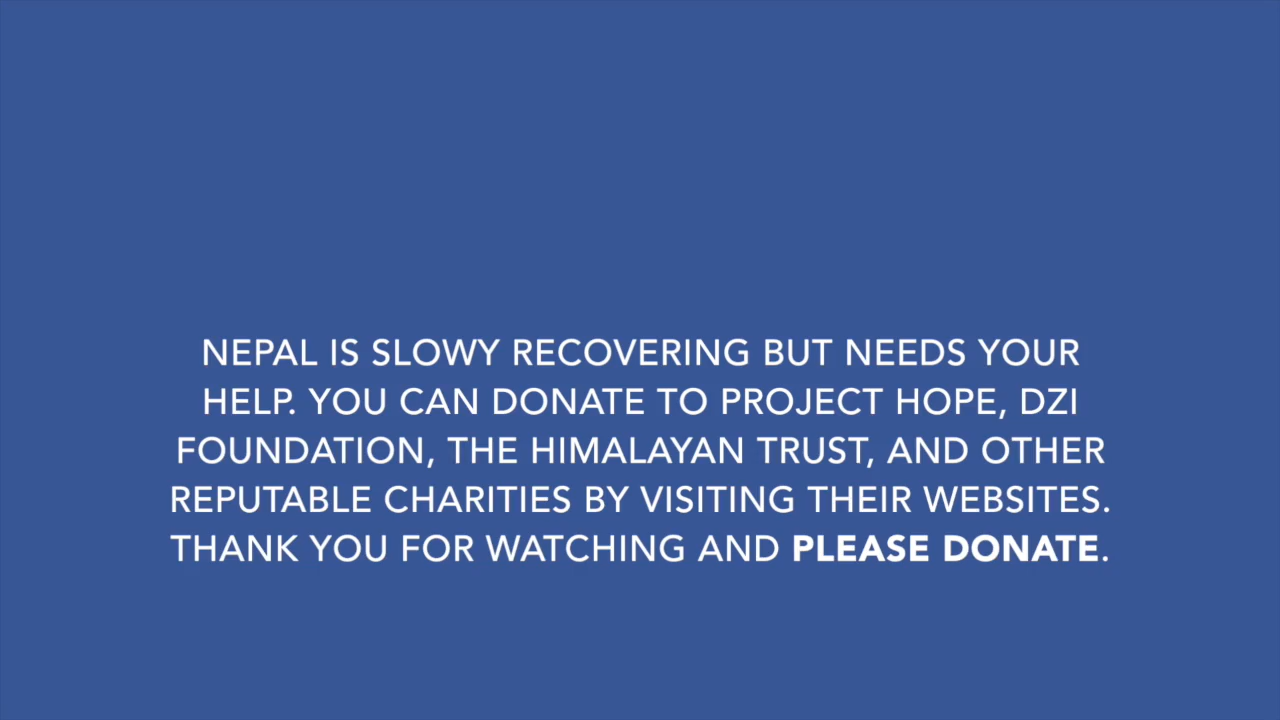 NEPAL IS SLOWY RECOVERING BUT NEEDS YOUR
HELP. YOU CAN DONATE TO PROJECT HOPE, DZI
FOUNDATION, THE HIMALAYAN TRUST, AND OTHER
REPUTABLE CHARITIES BY VISITING THEIR WEBSITES.
THANK YOU FOR WATCHING AND PLEASE DONATE.